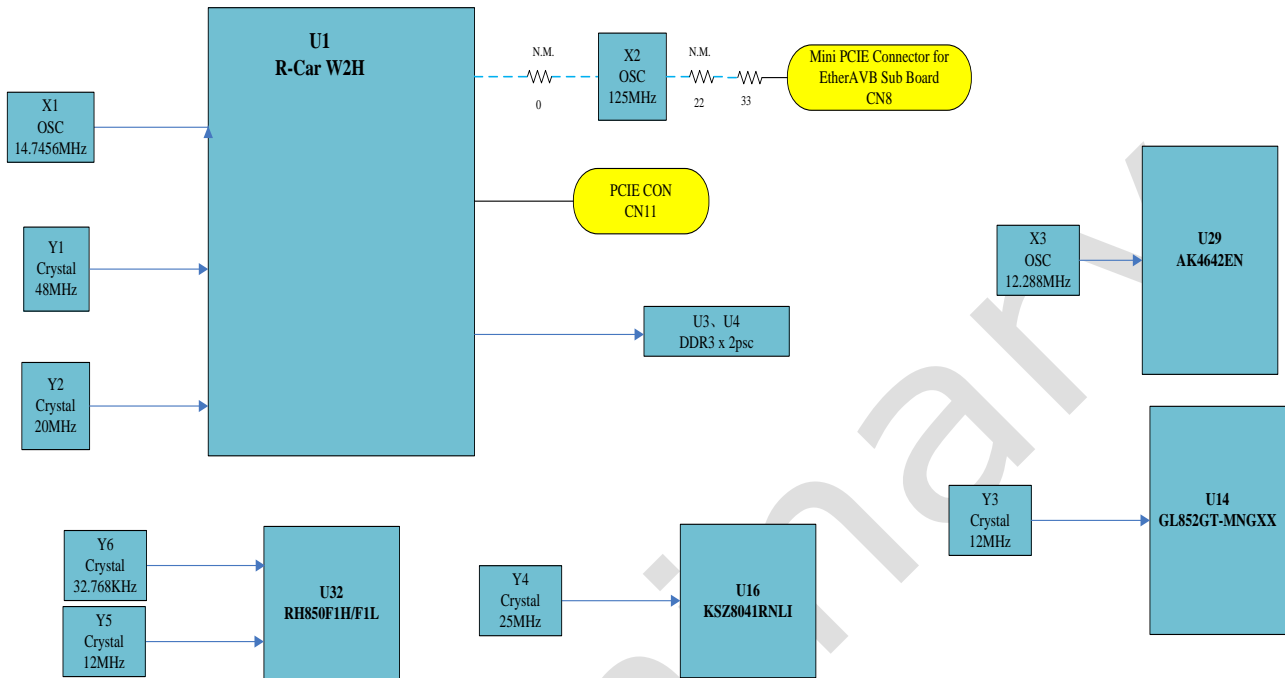 U1
R-Car W2H
X1
OSC
14.7456MHz
Y1
Crystal
48MHz
Y2
Crystal
20MHz
N.M.
0
X2
OSC
125MHz
N.M.
22
33
Mini PCIE Connector for
EtherAVB Sub Board
CN8
PCIE CON
CN11
U3、U4
DDR3 x 2psc
X3
OSC
12.288MHz
U29
AK4642EN
Y3
Crystal
12MHz
U14
GL852GT-MNGXX
Y6
Crystal
32.768KHz
Y5
Crystal
12MHz
U32
RH850F1H/F1L
Y4
Crystal
25MHz
U16
KSZ8041RNLI
inary